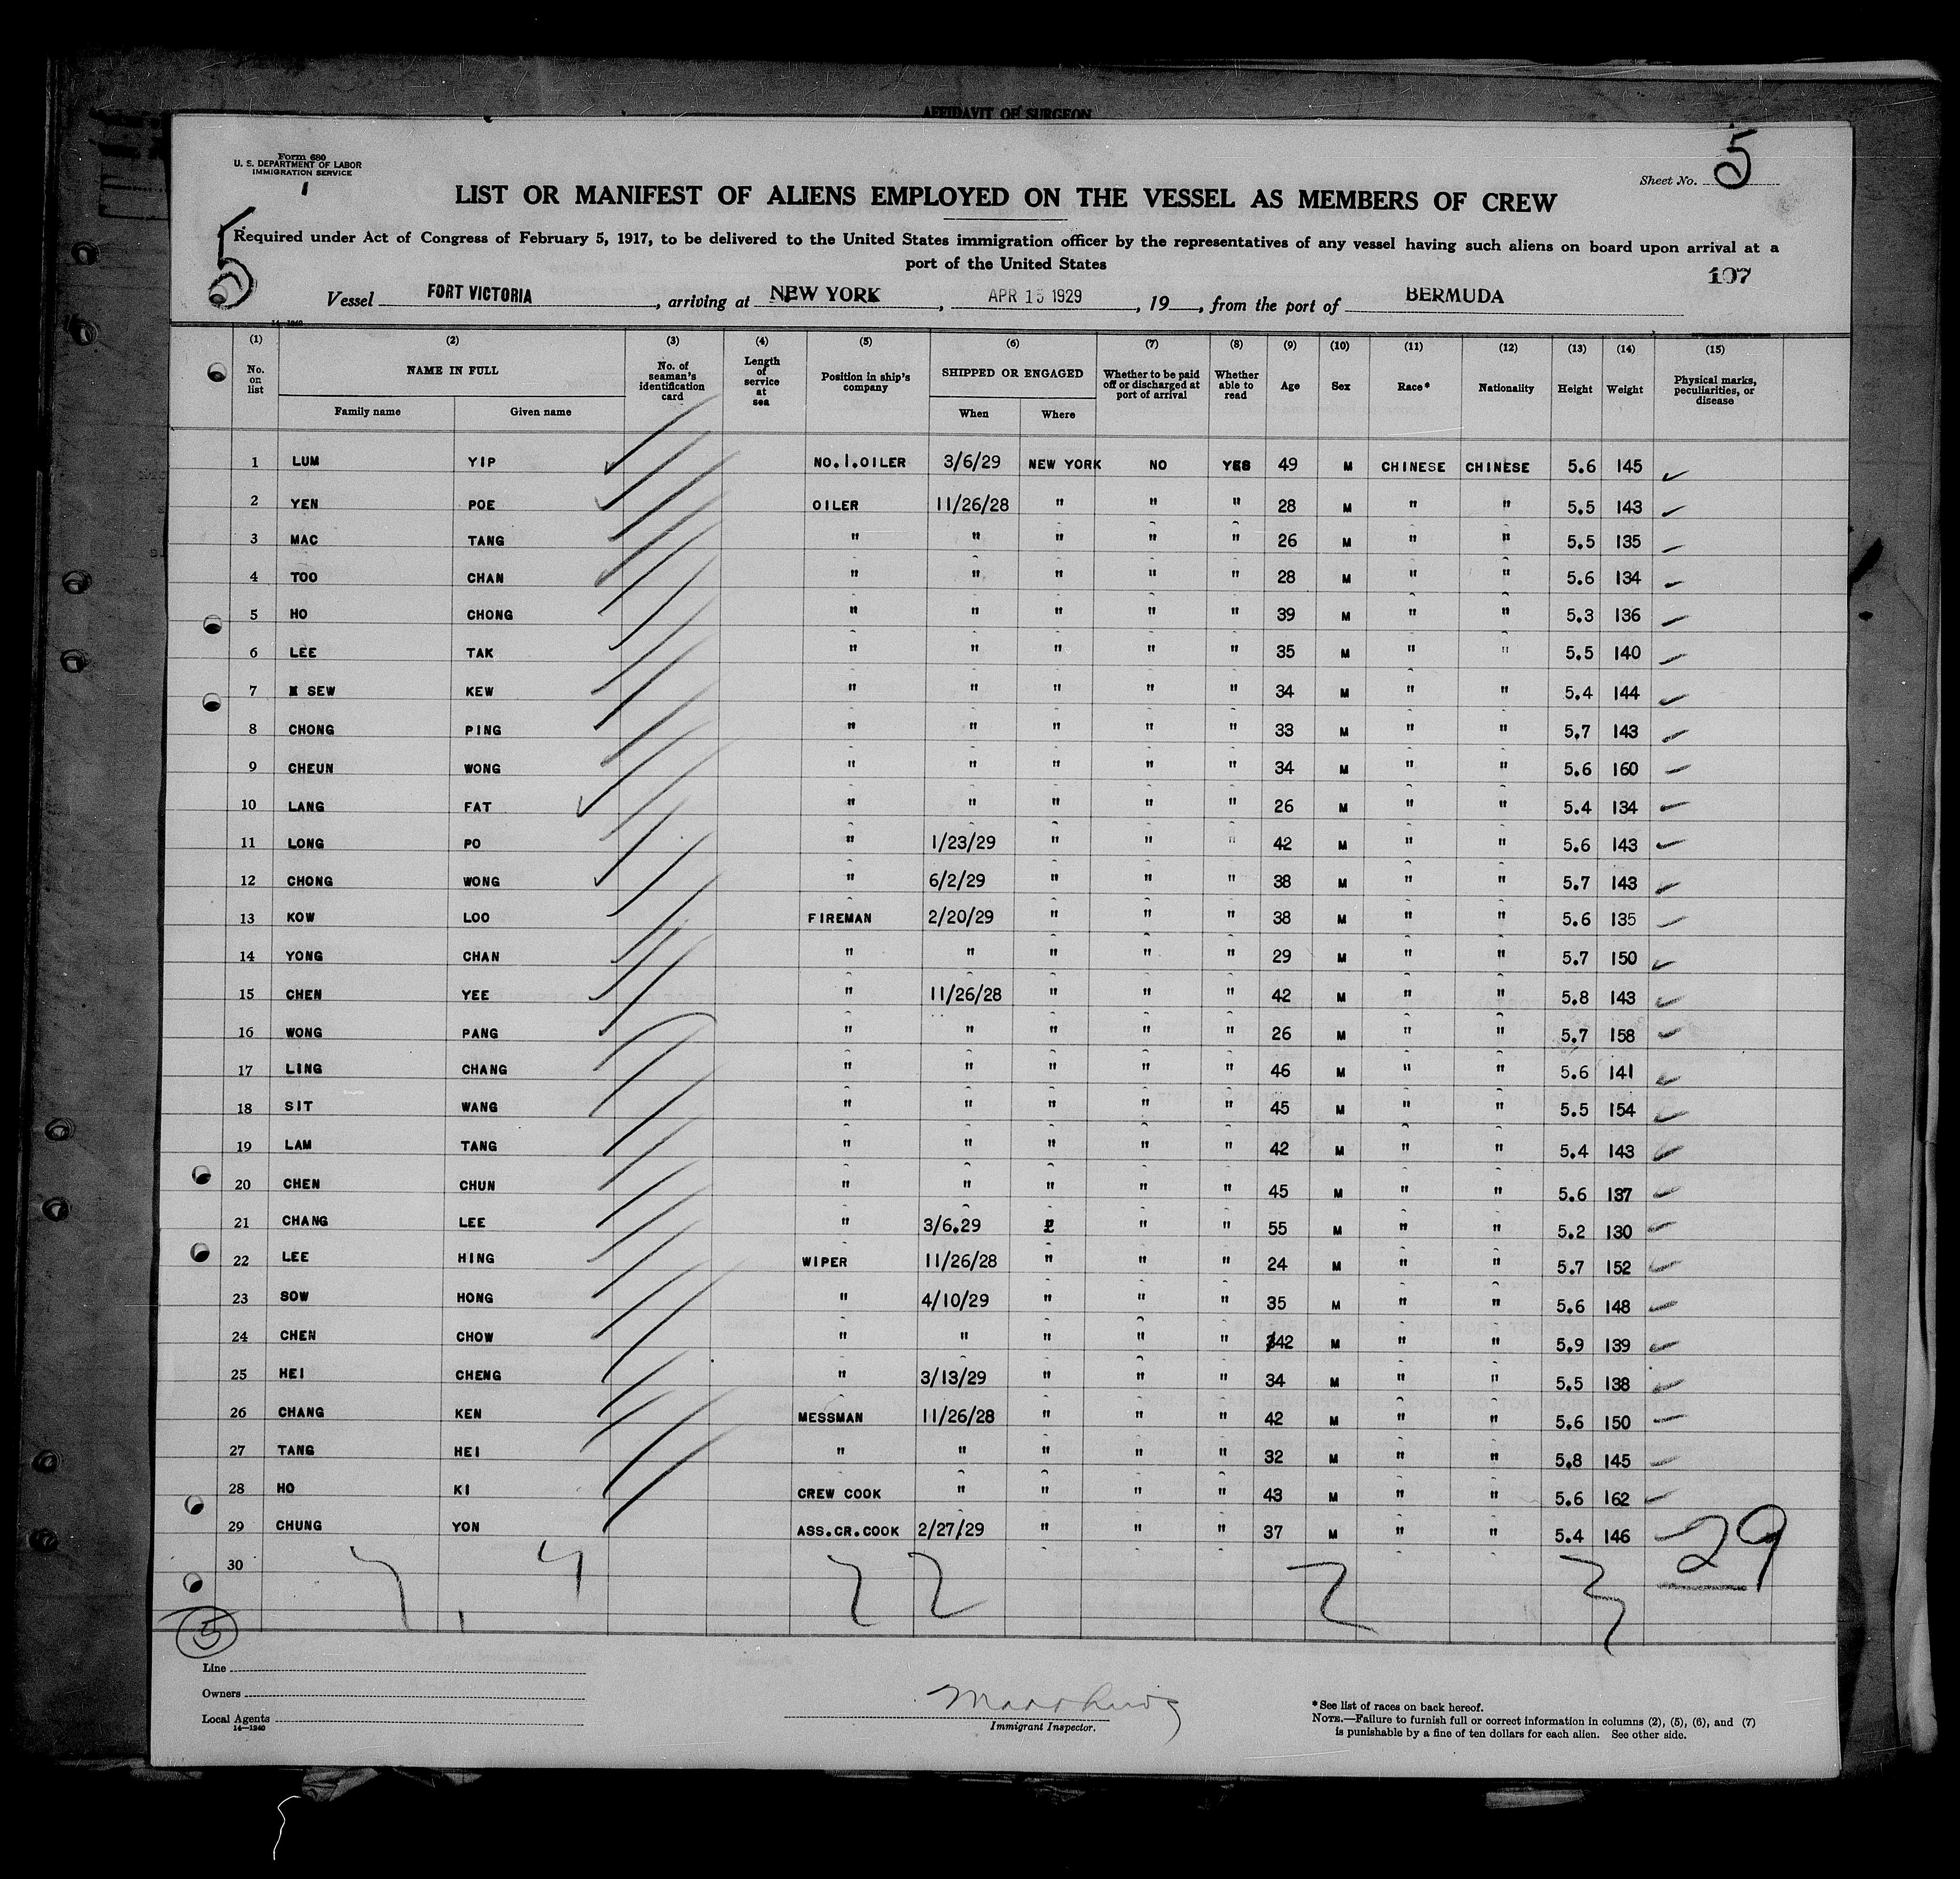 AFFIDAVIT OF SURGEON
Form 680
U. S. DEPARTMENT OF LABOR
IMMIGRATION SERVICE
Sheet No. 5
LIST OR MANIFEST OF ALIENS EMPLOYED ON THE VESSEL AS MEMBERS OF CREW
5
Required under Act of Congress of February 5, 1917, to be delivered to the United States immigration officer by the representatives of any vessel having such aliens on board upon arrival at a
port of the United States
107
Vessel FORT VICTORIA, arriving at NEW YORK, APR 15 1929, 19, from the port of BERMUDA
14—1240
(1) (2) (3) (4) (5) (6) (7) (8) (9) (10) (11) (12) (13) (14) (15)
No. on list NAME IN FULL No. of seaman's identification card Length of service at sea Position in ship's company SHIPPED OR ENGAGED Whether to be paid off or discharged at port of arrival Whether able to read Age Sex Race* Nationality Height Weight Physical marks, peculiarities, or disease
Family name Given name When Where
1 LUM YIP NO.1.OILER 3/6/29 NEW YORK NO YES 49 M CHINESE CHINESE 5.6 145
2 YEN POE OILER 11/26/28 " " " 28 M " " 5.5 143
3 MAC TANG " " " " " 26 M " " 5.5 135
4 TOO CHAN " " " " " 28 M " " 5.6 134
5 HO CHONG " " " " " 39 M " " 5.3 136
6 LEE TAK " " " " " 35 M " " 5.5 140
7 SEW KEW " " " " " 34 M " " 5.4 144
8 CHONG PING " " " " " 33 M " " 5.7 143
9 CHEUN WONG " " " " " 34 M " " 5.6 160
10 LANG FAT " " " " " 26 M " " 5.4 134
11 LONG PO " 1/23/29 " " " 42 M " " 5.6 143
12 CHONG WONG " 6/2/29 " " " 38 M " " 5.7 143
13 KOW LOO FIREMAN 2/20/29 " " " 38 M " " 5.6 135
14 YONG CHAN " " " " " 29 M " " 5.7 150
15 CHEN YEE " 11/26/28 " " " 42 M " " 5.8 143
16 WONG PANG " " " " " 26 M " " 5.7 158
17 LING CHANG " " " " " 46 M " " 5.6 141
18 SIT WANG " " " " " 45 M " " 5.5 154
19 LAM TANG " " " " " 42 M " " 5.4 143
20 CHEN CHUN " " " " " 45 M " " 5.6 137
21 CHANG LEE " 3/6.29 " " 55 M " " 5.2 130
22 LEE HING WIPER 11/26/28 " " " 24 M " " 5.7 152
23 SOW HONG " 4/10/29 " " " 35 M " " 5.6 148
24 CHEN CHOW " " " " " 42 M " " 5.9 139
25 HEI CHENG " 3/13/29 " " " 34 M " " 5.5 138
26 CHANG KEN MESSMAN 11/26/28 " " " 42 M " " 5.6 150
27 TANG HEI " " " " " 32 M " " 5.8 145
28 HO KI CREW COOK " " " " 43 M " " 5.6 162
29 CHUNG YON ASS.CR.COOK 2/27/29 " " " 37 M " " 5.4 146
29
30
5
Line
Owners
Local Agents
14—1240
Immigrant Inspector.
*See list of races on back hereof.
NOTE.—Failure to furnish full or correct information in columns (2), (5), (6), and (7)
is punishable by a fine of ten dollars for each alien. See other side.